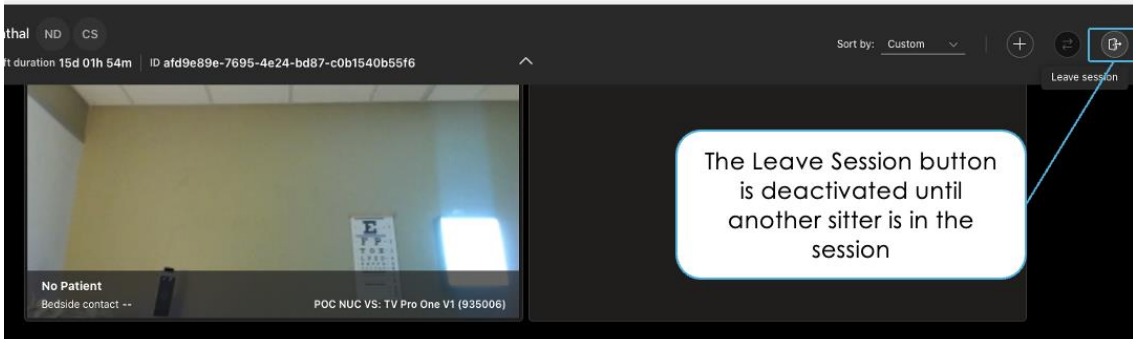 ND CS
duration 15d 01h 54m ID afd9e89e-7695-4e24-bd87-c0b1540b55f6
Sort by: Custom
Leave session
The Leave Session button
is deactivated until
another sitter is in the
session
E
F P
T O Z
No Patient
Bedside contact --
POC NUC VS: TV Pro One V1 (935006)